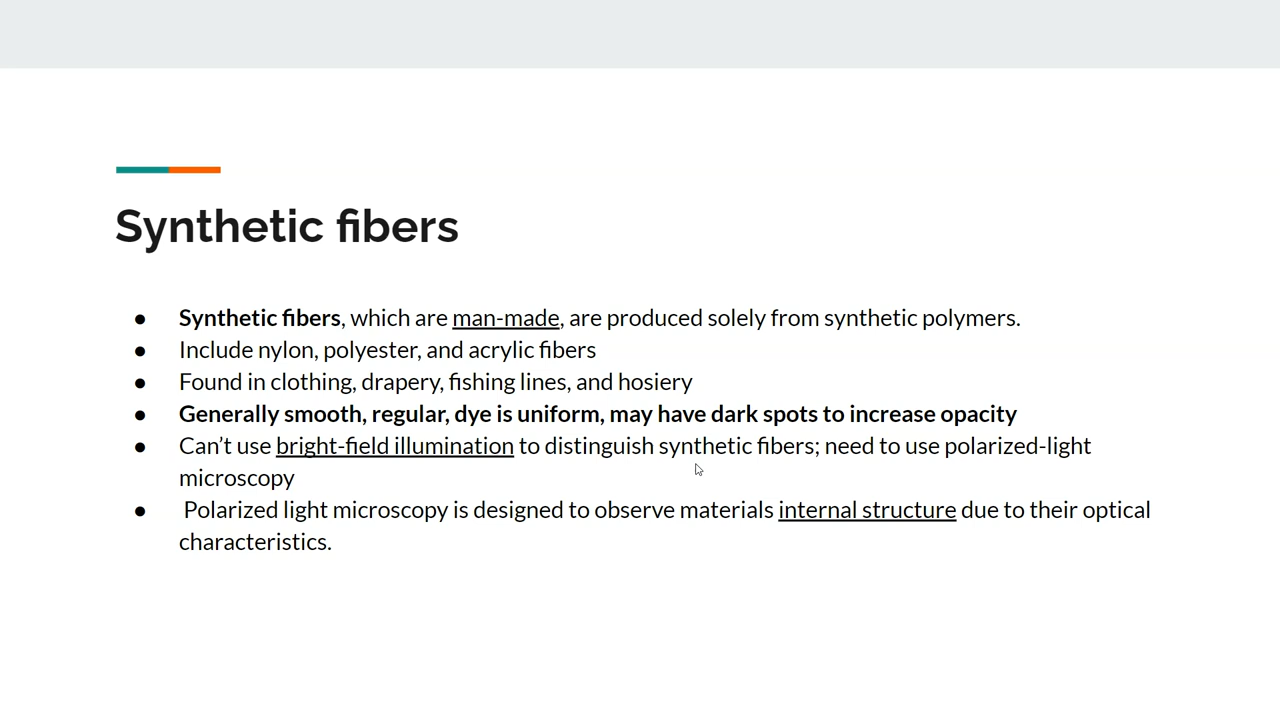 Synthetic fibers
● Synthetic fibers, which are man-made, are produced solely from synthetic polymers.
● Include nylon, polyester, and acrylic fibers
● Found in clothing, drapery, fishing lines, and hosiery
● Generally smooth, regular, dye is uniform, may have dark spots to increase opacity
● Can’t use bright-field illumination to distinguish synthetic fibers; need to use polarized-light
microscopy
● Polarized light microscopy is designed to observe materials internal structure due to their optical
characteristics.